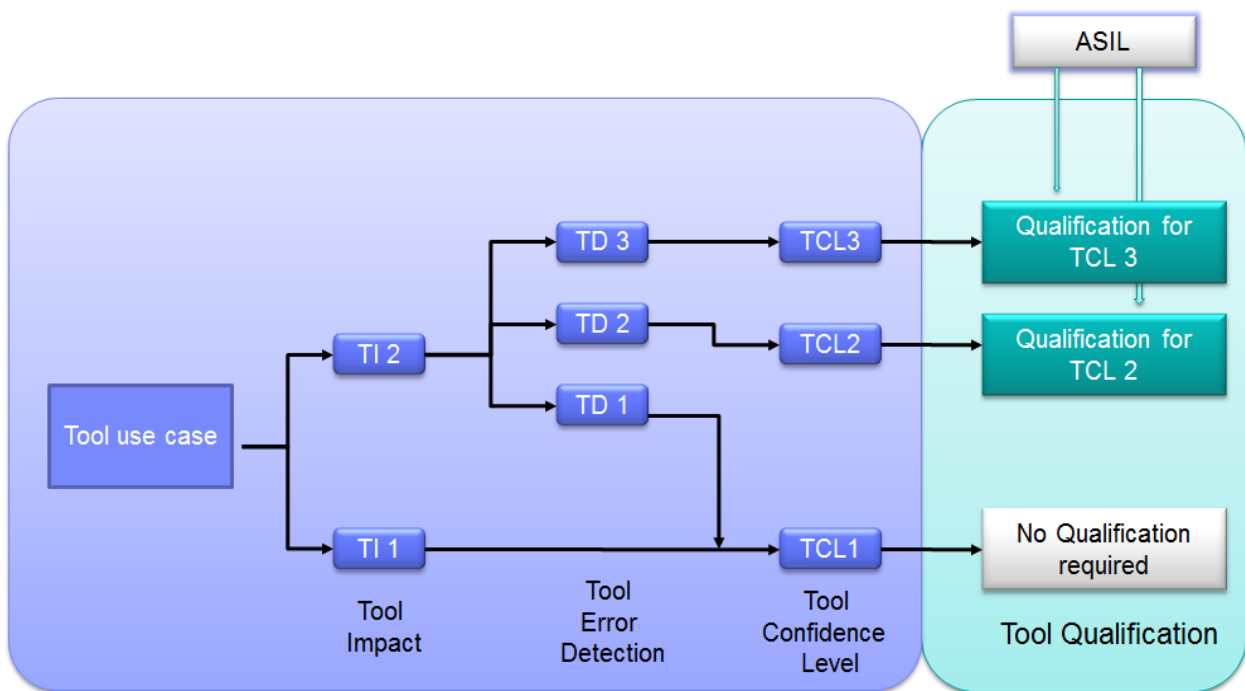 ASIL
TD 3
TCL3
Qualification for
TCL 3
TD 2
TCL2
Qualification for
TCL 2
TI 2
TD 1
Tool use case
TI 1
TCL1
No Qualification
required
Tool
Impact
Tool
Error
Detection
Tool
Confidence
Level
Tool Qualification